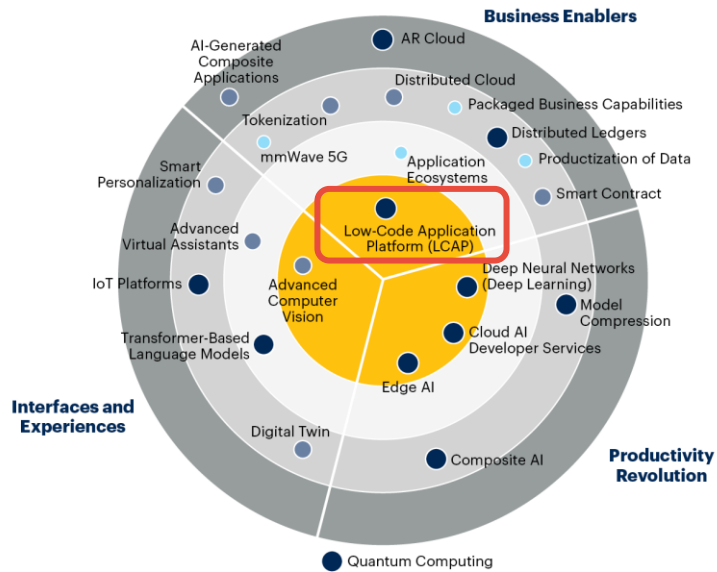 Business Enablers
AR Cloud
AI-Generated
Composite
Applications
Distributed Cloud
Packaged Business Capabilities
Tokenization
Distributed Ledgers
mmWave 5G
Productization of Data
Application
Ecosystems
Smart
Personalization
Smart Contract
Low-Code Application
Platform (LCAP)
Advanced
Virtual Assistants
Deep Neural Networks
(Deep Learning)
IoT Platforms
Advanced
Computer
Vision
Model
Compression
Transformer-Based
Language Models
Cloud AI
Developer Services
Edge AI
Interfaces and
Experiences
Digital Twin
Composite AI
Productivity
Revolution
Quantum Computing